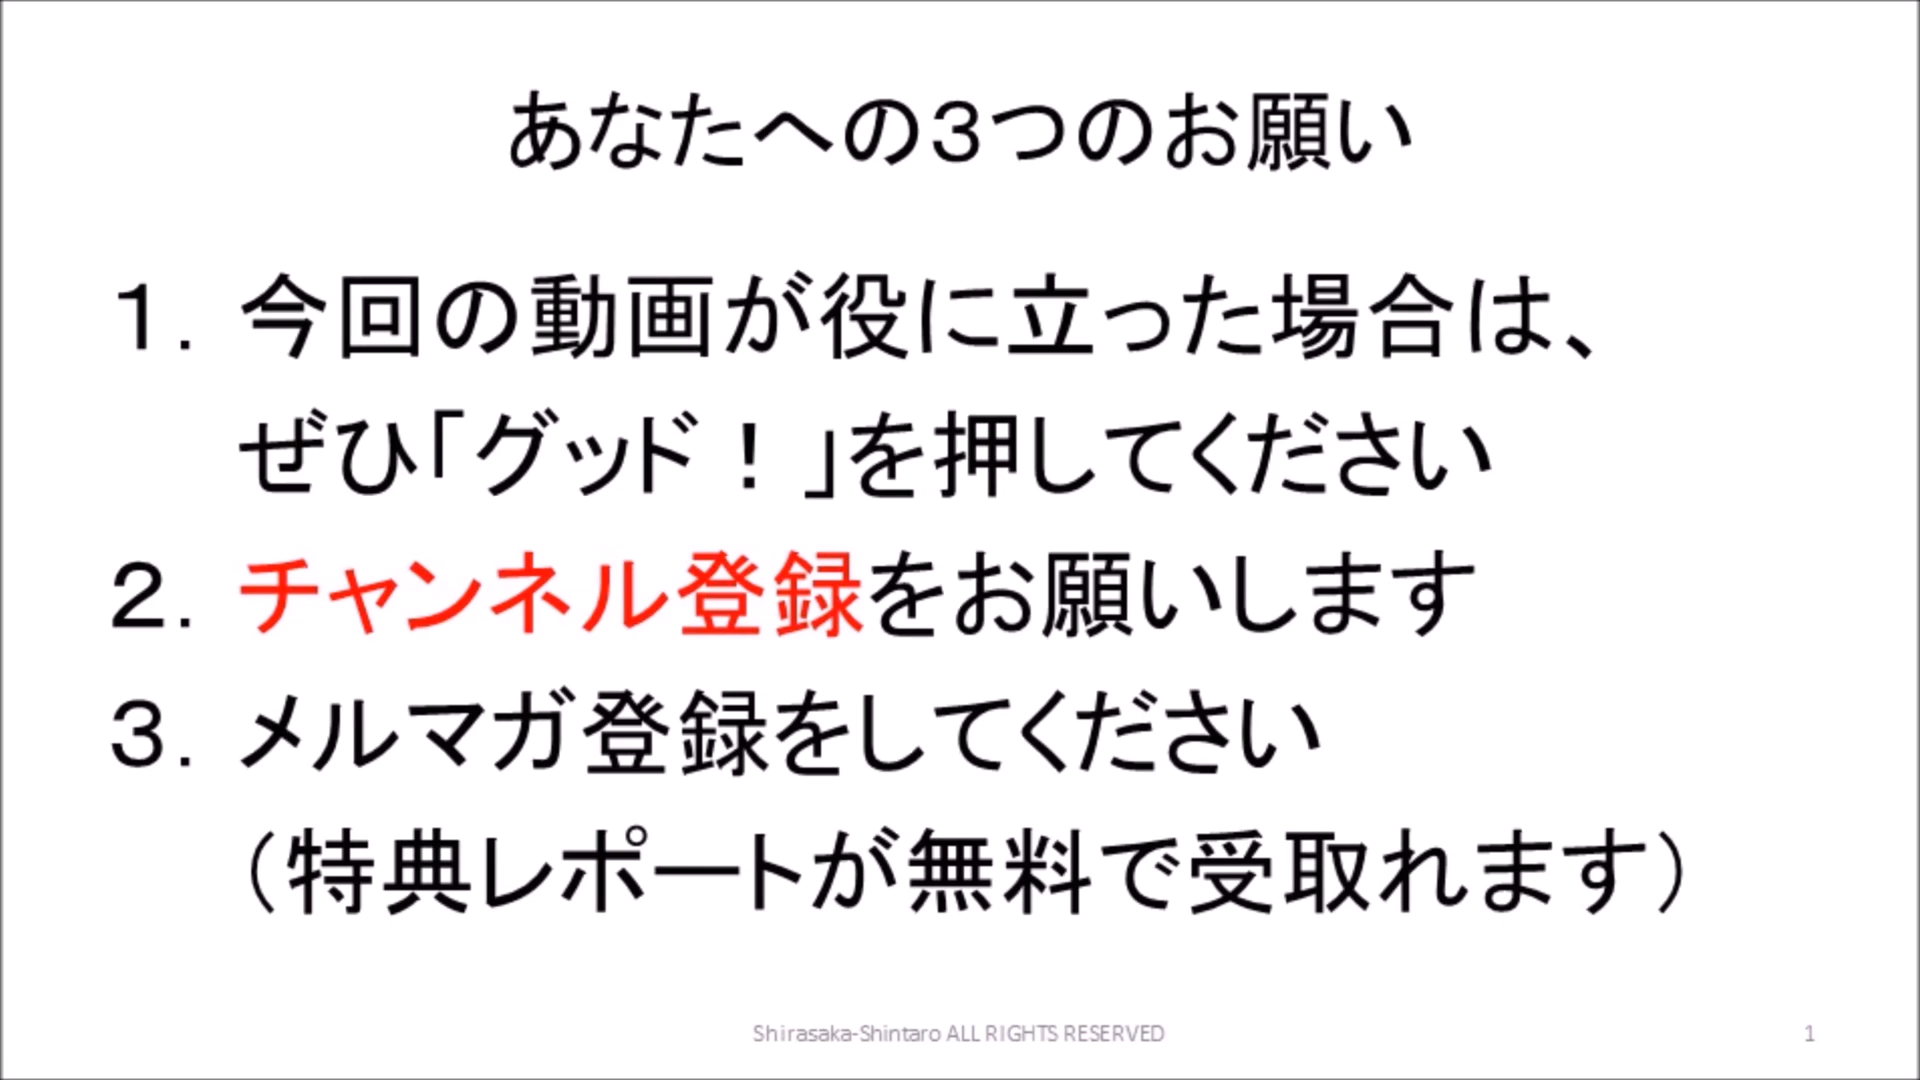 あなたへの３つのお願い
１．今回の動画が役に立った場合は、
ぜひ「グッド！」を押してください
２．チャンネル登録をお願いします
３．メルマガ登録をしてください
（特典レポートが無料で受取れます）
Shirasaka-Shintaro ALL RIGHTS RESERVED
1